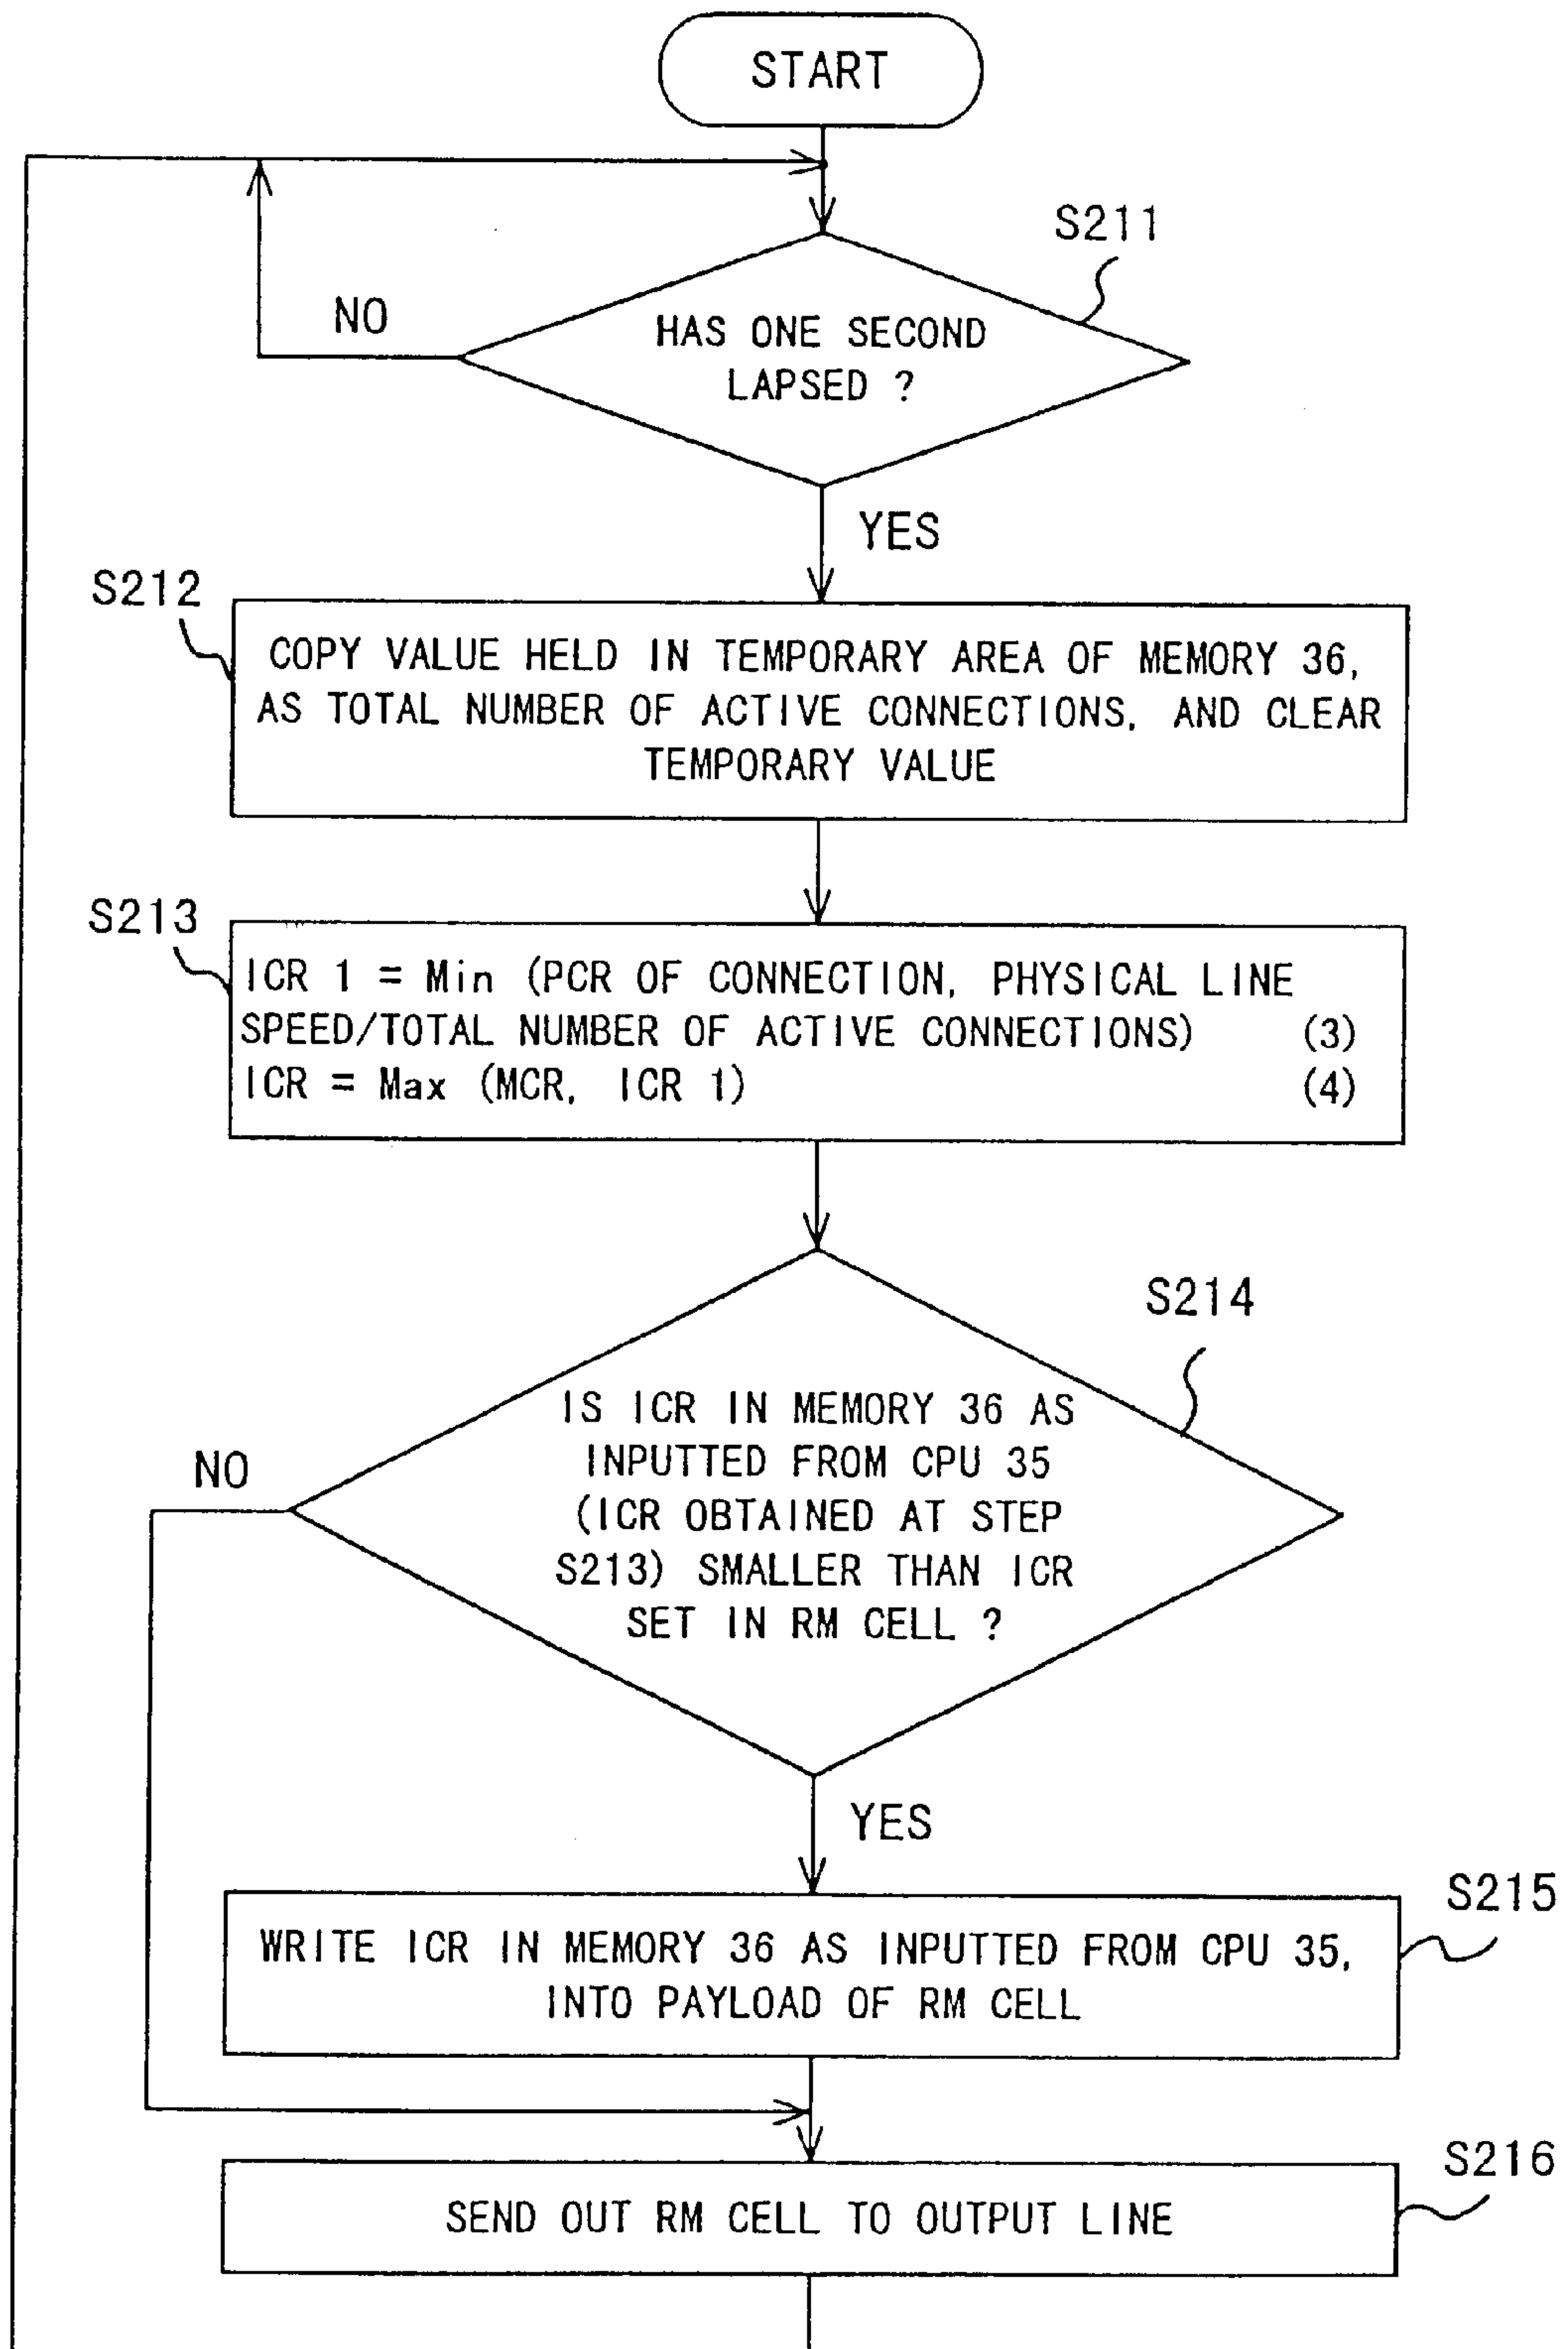 START
S211
NO
HAS ONE SECOND
LAPSED ?
YES
S212
COPY VALUE HELD IN TEMPORARY AREA OF MEMORY 36,
AS TOTAL NUMBER OF ACTIVE CONNECTIONS, AND CLEAR
TEMPORARY VALUE
S213
ICR 1 = Min (PCR OF CONNECTION, PHYSICAL LINE
SPEED/TOTAL NUMBER OF ACTIVE CONNECTIONS) (3)
ICR = Max (MCR, ICR 1) (4)
S214
NO
IS ICR IN MEMORY 36 AS
INPUTTED FROM CPU 35
(ICR OBTAINED AT STEP
S213) SMALLER THAN ICR
SET IN RM CELL ?
YES
S215
WRITE ICR IN MEMORY 36 AS INPUTTED FROM CPU 35,
INTO PAYLOAD OF RM CELL
S216
SEND OUT RM CELL TO OUTPUT LINE